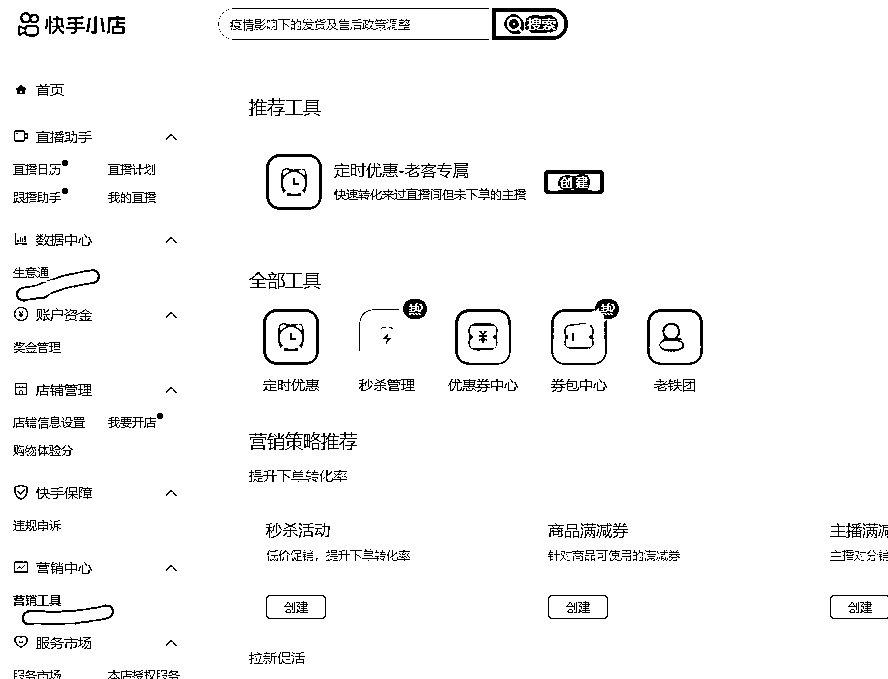 快手小店
疫情影响下的发货及售后政策调整
搜索
首页
直播助手
直播日历 直播计划
跟播助手 我的直播
数据中心
生意通
账户资金
奖金管理
店铺管理
店铺信息设置 我要开店
购物体验分
快手保障
违规申诉
营销中心
营销工具
服务市场
服务市场 本店授权服务
推荐工具
定时优惠-老客专属
快速转化来过直播间但未下单的主播
创建
全部工具
热 热
定时优惠 秒杀管理 优惠券中心 券包中心 老铁团
营销策略推荐
提升下单转化率
秒杀活动 商品满减券 主播满减
低价促销，提升下单转化率 针对商品可使用的满减券 主播对分销
创建 创建 创建
拉新促活